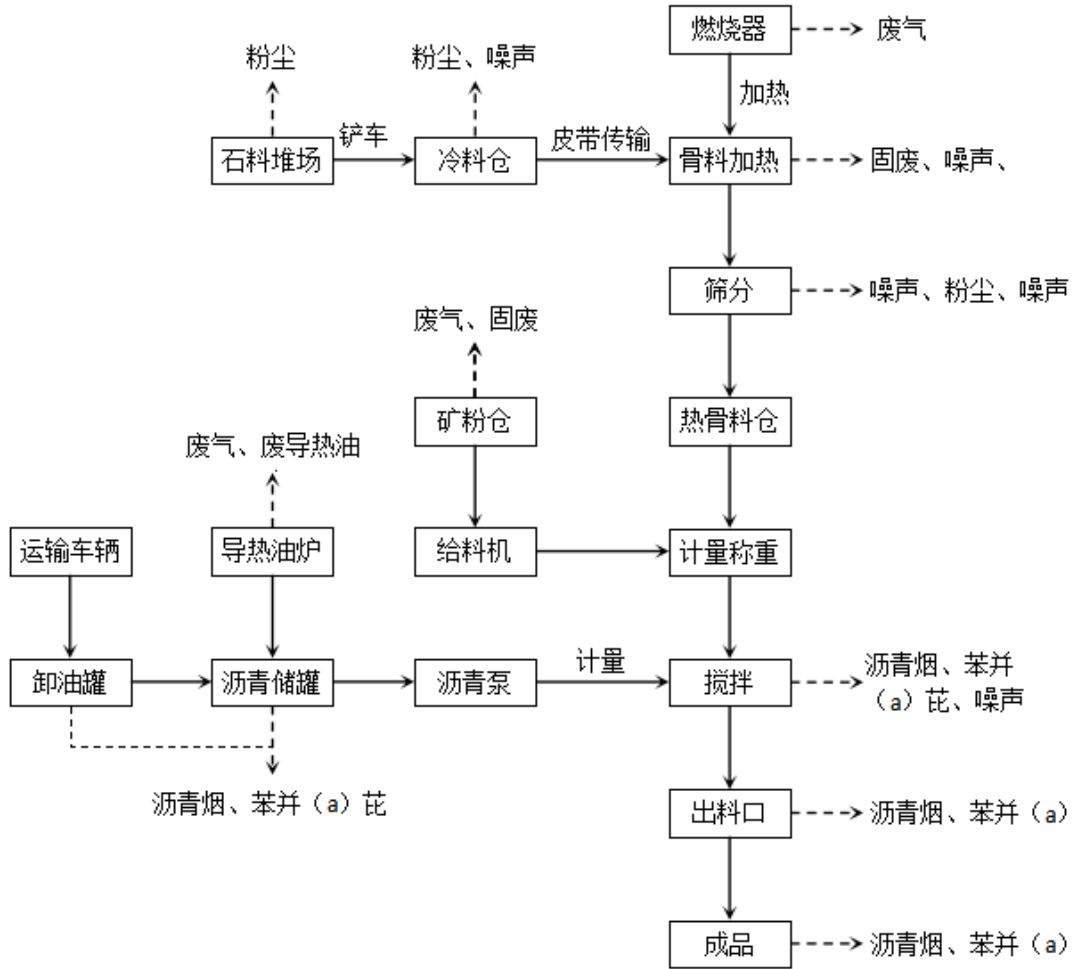 燃烧器
废气
粉尘
粉尘、噪声
加热
石料堆场
铲车
冷料仓
皮带传输
骨料加热
固废、噪声、
筛分
噪声、粉尘、噪声
废气、固废
矿粉仓
热骨料仓
废气、废导热油
运输车辆
导热油炉
给料机
计量称重
卸油罐
沥青储罐
沥青泵
计量
搅拌
沥青烟、苯并
（a）芘、噪声
沥青烟、苯并（a）芘
出料口
沥青烟、苯并（a）
成品
沥青烟、苯并（a）